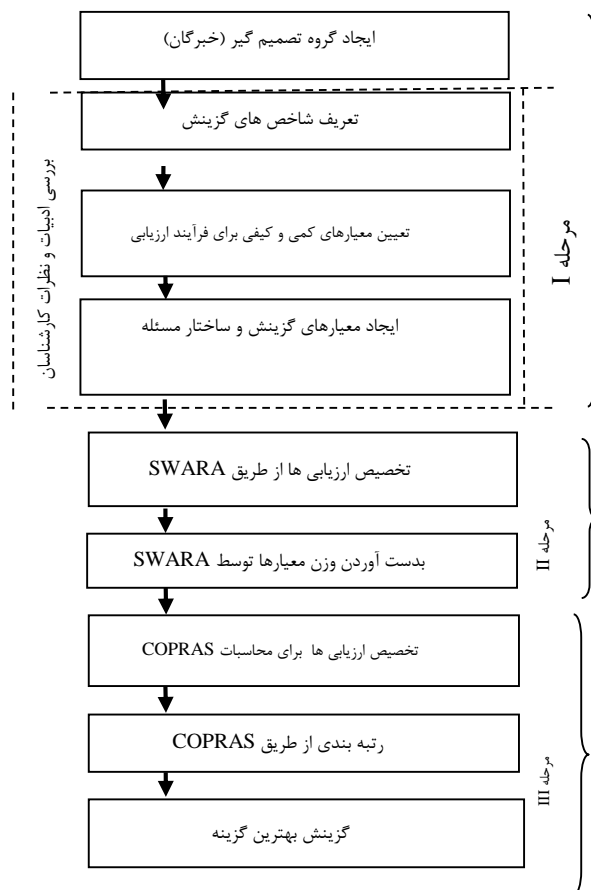 ایجاد گروه تصمیم گیر (خبرگان)
تعریف شاخص های گزینش
تعیین معیارهای کمی و کیفی برای فرآیند ارزیابی
ایجاد معیارهای گزینش و ساختار مسئله
بررسی ادبیات و نظرات کارشناسان
مرحله I
تخصیص ارزیابی ها از طریق SWARA
بدست آوردن وزن معیارها توسط SWARA
مرحله II
تخصیص ارزیابی ها برای محاسبات COPRAS
رتبه بندی از طریق COPRAS
گزینش بهترین گزینه
مرحله III